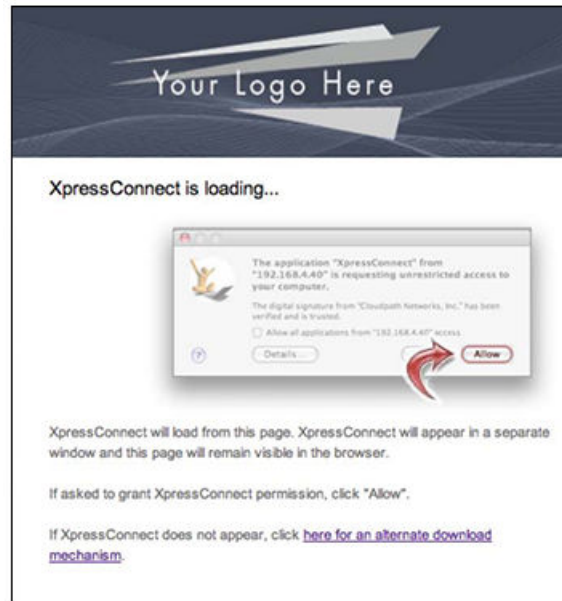 Your Logo Here
XpressConnect is loading...
The application "XpressConnect" from
"192.168.4.40" is requesting unrestricted access to
your computer.
The digital signature from "Cloudpath Networks, Inc." has been
verified and is trusted.
Allow all applications from "192.168.4.40" access
?
Details...
Allow
XpressConnect will load from this page. XpressConnect will appear in a separate
window and this page will remain visible in the browser.
If asked to grant XpressConnect permission, click "Allow".
If XpressConnect does not appear, click here for an alternate download
mechanism.